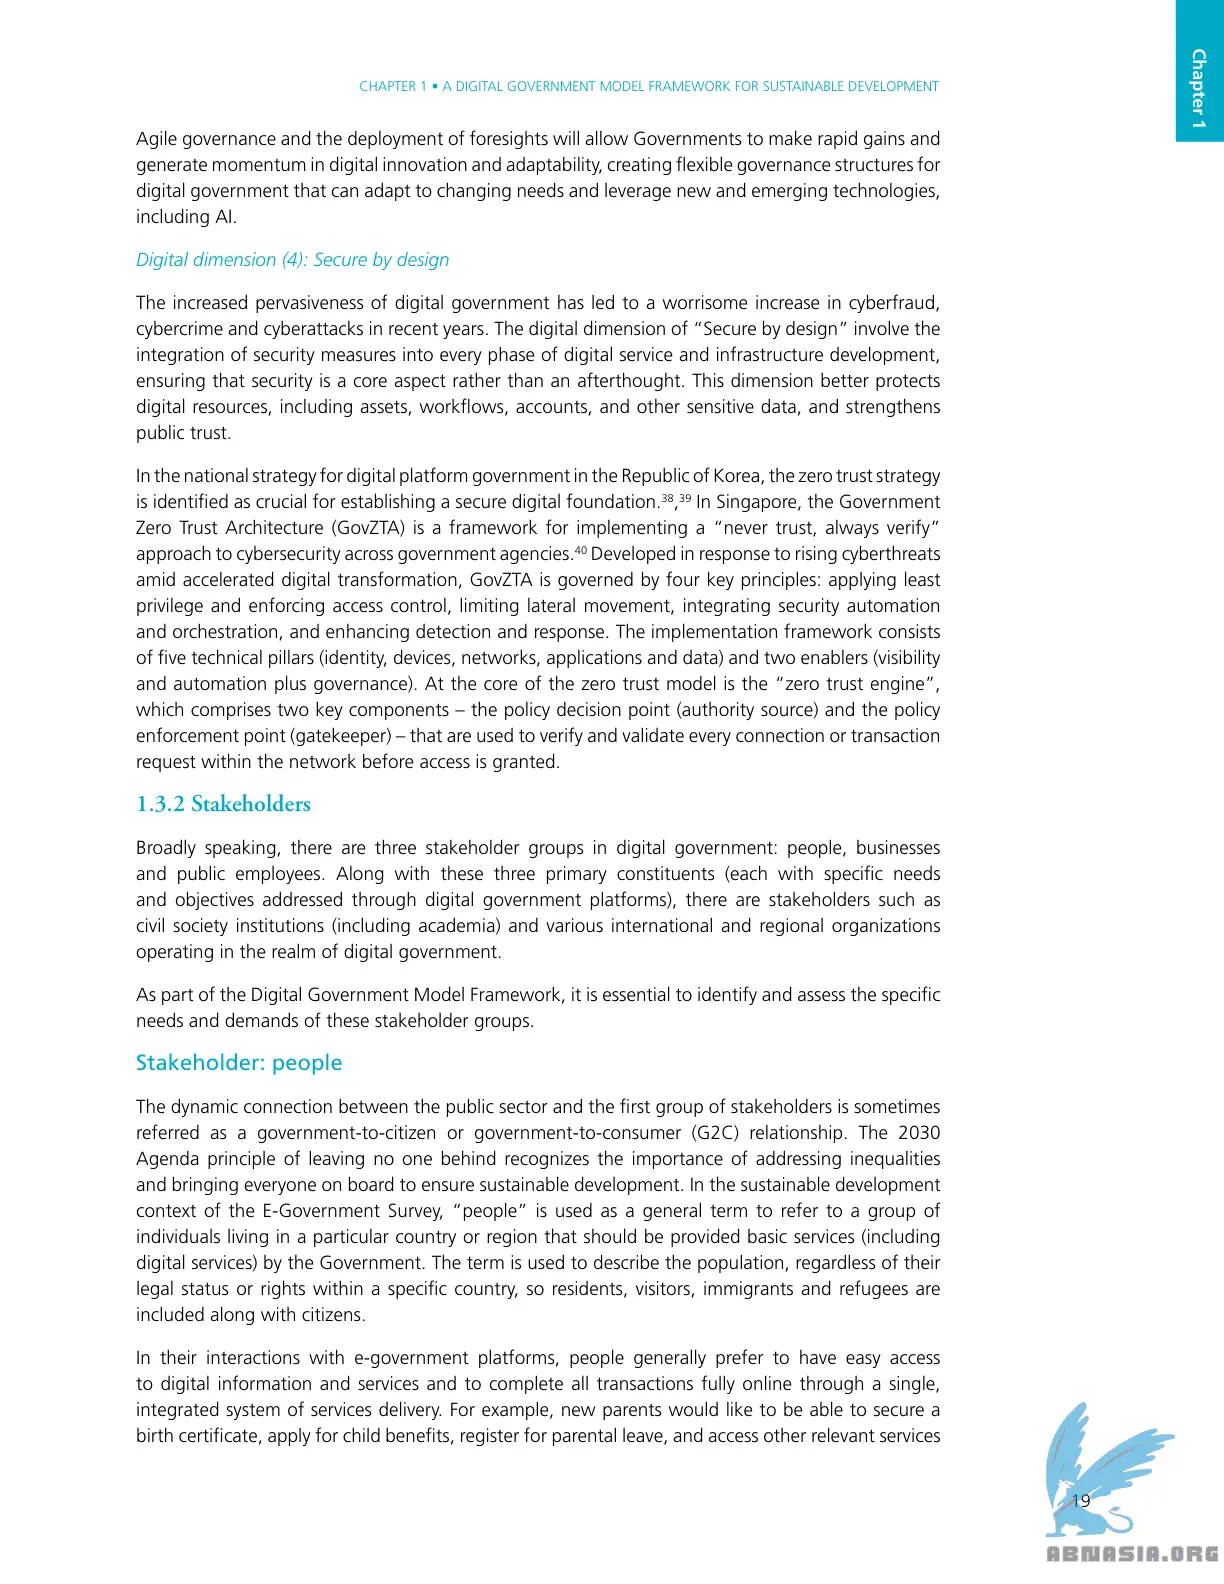 Chapter 1
CHAPTER 1 • A DIGITAL GOVERNMENT MODEL FRAMEWORK FOR SUSTAINABLE DEVELOPMENT
Agile governance and the deployment of foresights will allow Governments to make rapid gains and
generate momentum in digital innovation and adaptability, creating flexible governance structures for
digital government that can adapt to changing needs and leverage new and emerging technologies,
including AI.
Digital dimension (4): Secure by design
The increased pervasiveness of digital government has led to a worrisome increase in cyberfraud,
cybercrime and cyberattacks in recent years. The digital dimension of “Secure by design” involve the
integration of security measures into every phase of digital service and infrastructure development,
ensuring that security is a core aspect rather than an afterthought. This dimension better protects
digital resources, including assets, workflows, accounts, and other sensitive data, and strengthens
public trust.
In the national strategy for digital platform government in the Republic of Korea, the zero trust strategy
is identified as crucial for establishing a secure digital foundation.38,39 In Singapore, the Government
Zero Trust Architecture (GovZTA) is a framework for implementing a “never trust, always verify”
approach to cybersecurity across government agencies.40 Developed in response to rising cyberthreats
amid accelerated digital transformation, GovZTA is governed by four key principles: applying least
privilege and enforcing access control, limiting lateral movement, integrating security automation
and orchestration, and enhancing detection and response. The implementation framework consists
of five technical pillars (identity, devices, networks, applications and data) and two enablers (visibility
and automation plus governance). At the core of the zero trust model is the “zero trust engine”,
which comprises two key components – the policy decision point (authority source) and the policy
enforcement point (gatekeeper) – that are used to verify and validate every connection or transaction
request within the network before access is granted.
1.3.2 Stakeholders
Broadly speaking, there are three stakeholder groups in digital government: people, businesses
and public employees. Along with these three primary constituents (each with specific needs
and objectives addressed through digital government platforms), there are stakeholders such as
civil society institutions (including academia) and various international and regional organizations
operating in the realm of digital government.
As part of the Digital Government Model Framework, it is essential to identify and assess the specific
needs and demands of these stakeholder groups.
Stakeholder: people
The dynamic connection between the public sector and the first group of stakeholders is sometimes
referred as a government-to-citizen or government-to-consumer (G2C) relationship. The 2030
Agenda principle of leaving no one behind recognizes the importance of addressing inequalities
and bringing everyone on board to ensure sustainable development. In the sustainable development
context of the E-Government Survey, “people” is used as a general term to refer to a group of
individuals living in a particular country or region that should be provided basic services (including
digital services) by the Government. The term is used to describe the population, regardless of their
legal status or rights within a specific country, so residents, visitors, immigrants and refugees are
included along with citizens.
In their interactions with e-government platforms, people generally prefer to have easy access
to digital information and services and to complete all transactions fully online through a single,
integrated system of services delivery. For example, new parents would like to be able to secure a
birth certificate, apply for child benefits, register for parental leave, and access other relevant services
19
ABNASIA.ORG